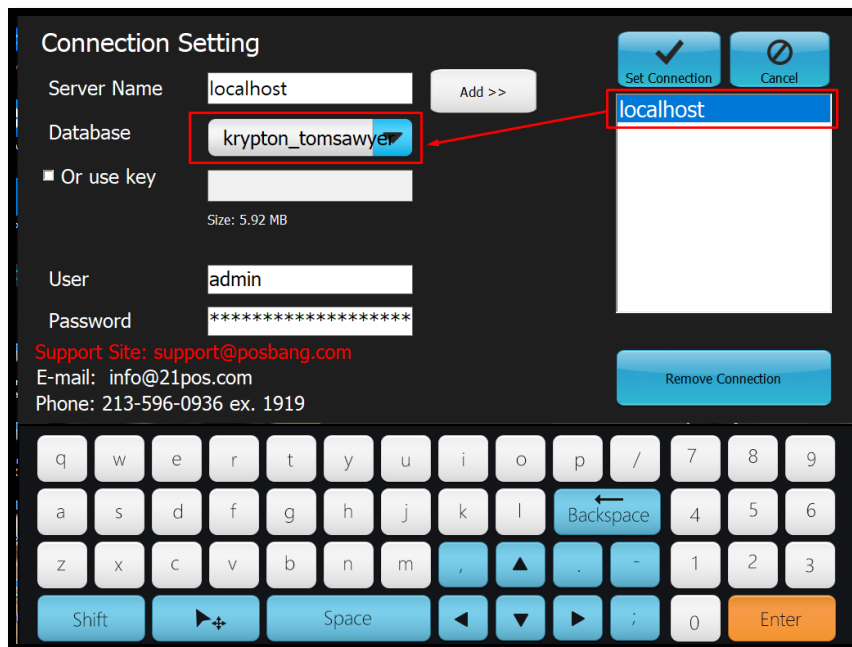 Connection Setting
Set Connection
Cancel
Server Name
localhost
Add >>
localhost
Database
krypton_tomsawyer
Or use key
Size: 5.92 MB
User
admin
Password
*******************
Support Site: support@posbang.com
E-mail: info@21pos.com
Phone: 213-596-0936 ex. 1919
Remove Connection
q w e r t y u i o p / 7 8 9
a s d f g h j k l Backspace 4 5 6
z x c v b n m , . - 1 2 3
Shift Space ; 0 Enter